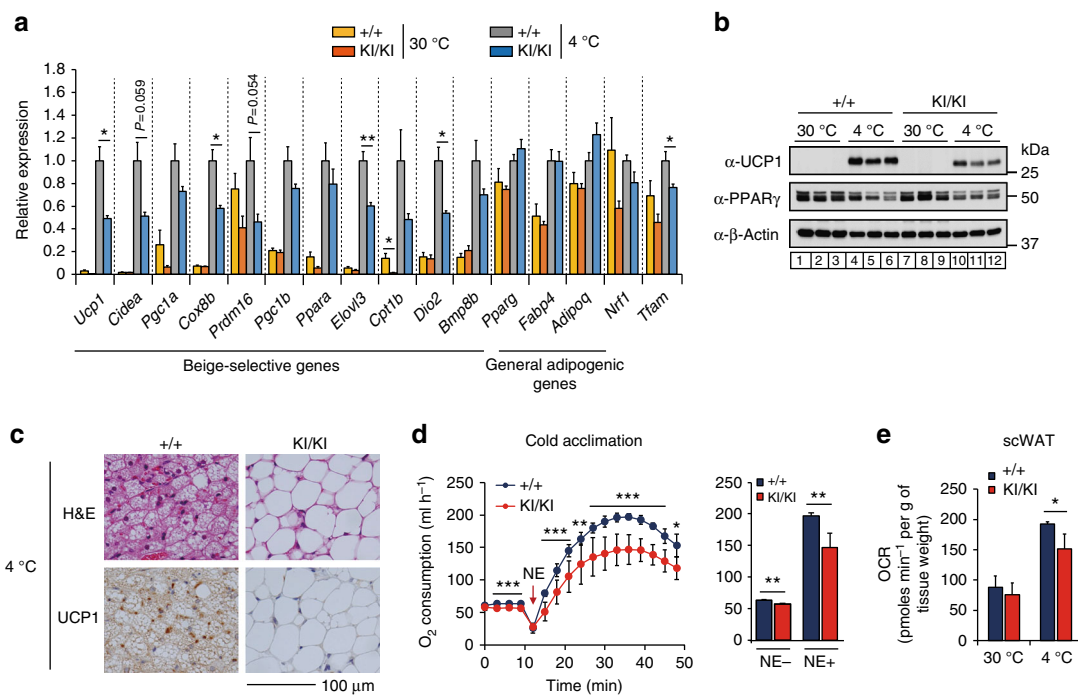 a
+/+
KI/KI
30 °C
+/+
KI/KI
4 °C
Relative expression
1.8
1.6
1.4
1.2
1.0
0.8
0.6
0.4
0.2
0
*
P=0.059
*
P=0.054
**
*
*
*
Ucp1
Cidea
Pgc1a
Cox8b
Prdm16
Pgc1b
Ppara
Elovl3
Cpt1b
Dio2
Bmp8b
Pparg
Fabp4
Adipoq
Nrf1
Tfam
Beige-selective genes
General adipogenic
genes
b
+/+ KI/KI
30 °C 4 °C 30 °C 4 °C
kDa
α-UCP1
25
α-PPARγ
50
α-β-Actin
37
1 2 3 4 5 6 7 8 9 10 11 12
c
+/+ KI/KI
4 °C
H&E
UCP1
100 µm
d
Cold acclimation
O2 consumption (ml h−1)
250
200
150
100
50
0
+/+
KI/KI
***
NE
***
**
***
*
0 10 20 30 40 50
Time (min)
250
200
150
100
50
0
+/+
KI/KI
**
**
NE− NE+
e
scWAT
+/+
KI/KI
OCR
(pmoles min−1 per g of
tissue weight)
250
200
150
100
50
0
*
30 °C 4 °C